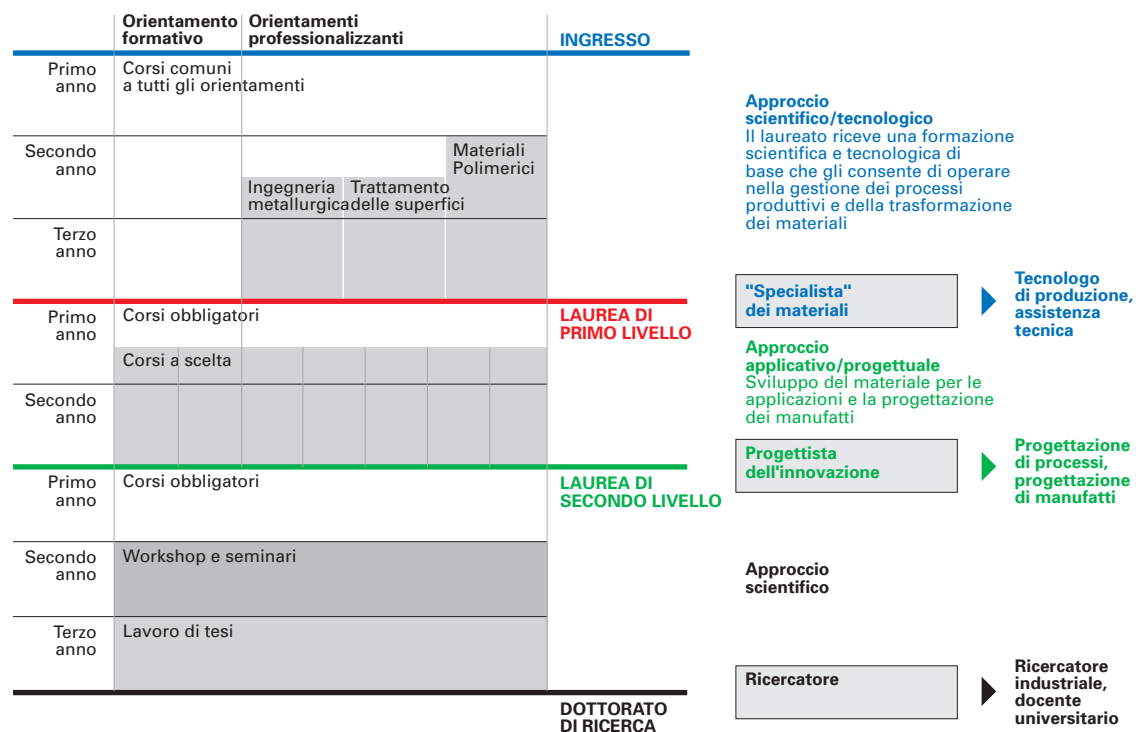 Orientamento
formativo
Orientamenti
professionalizzanti
INGRESSO
Primo
anno
Corsi comuni
a tutti gli orientamenti
Secondo
anno
Materiali
Polimerici
Ingegneria
metallurgica
Trattamento
delle superfici
Terzo
anno
Approccio
scientifico/tecnologico
Il laureato riceve una formazione
scientifica e tecnologica di
base che gli consente di operare
nella gestione dei processi
produttivi e della trasformazione
dei materiali
"Specialista"
dei materiali
Tecnologo
di produzione,
assistenza
tecnica
Primo
anno
Corsi obbligatori
LAUREA DI
PRIMO LIVELLO
Corsi a scelta
Secondo
anno
Approccio
applicativo/progettuale
Sviluppo del materiale per le
applicazioni e la progettazione
dei manufatti
Progettista
dell'innovazione
Progettazione
di processi,
progettazione
di manufatti
Primo
anno
Corsi obbligatori
LAUREA DI
SECONDO LIVELLO
Secondo
anno
Workshop e seminari
Approccio
scientifico
Terzo
anno
Lavoro di tesi
Ricercatore
Ricercatore
industriale,
docente
universitario
DOTTORATO
DI RICERCA